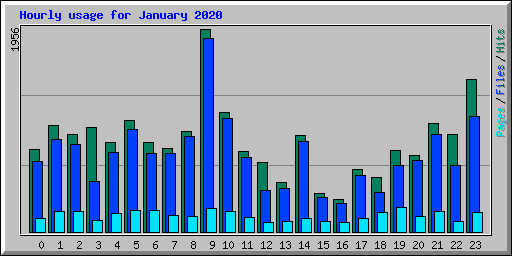 Hourly usage for January 2020
1956
Pages/Files/Hits
0 1 2 3 4 5 6 7 8 9 10 11 12 13 14 15 16 17 18 19 20 21 22 23